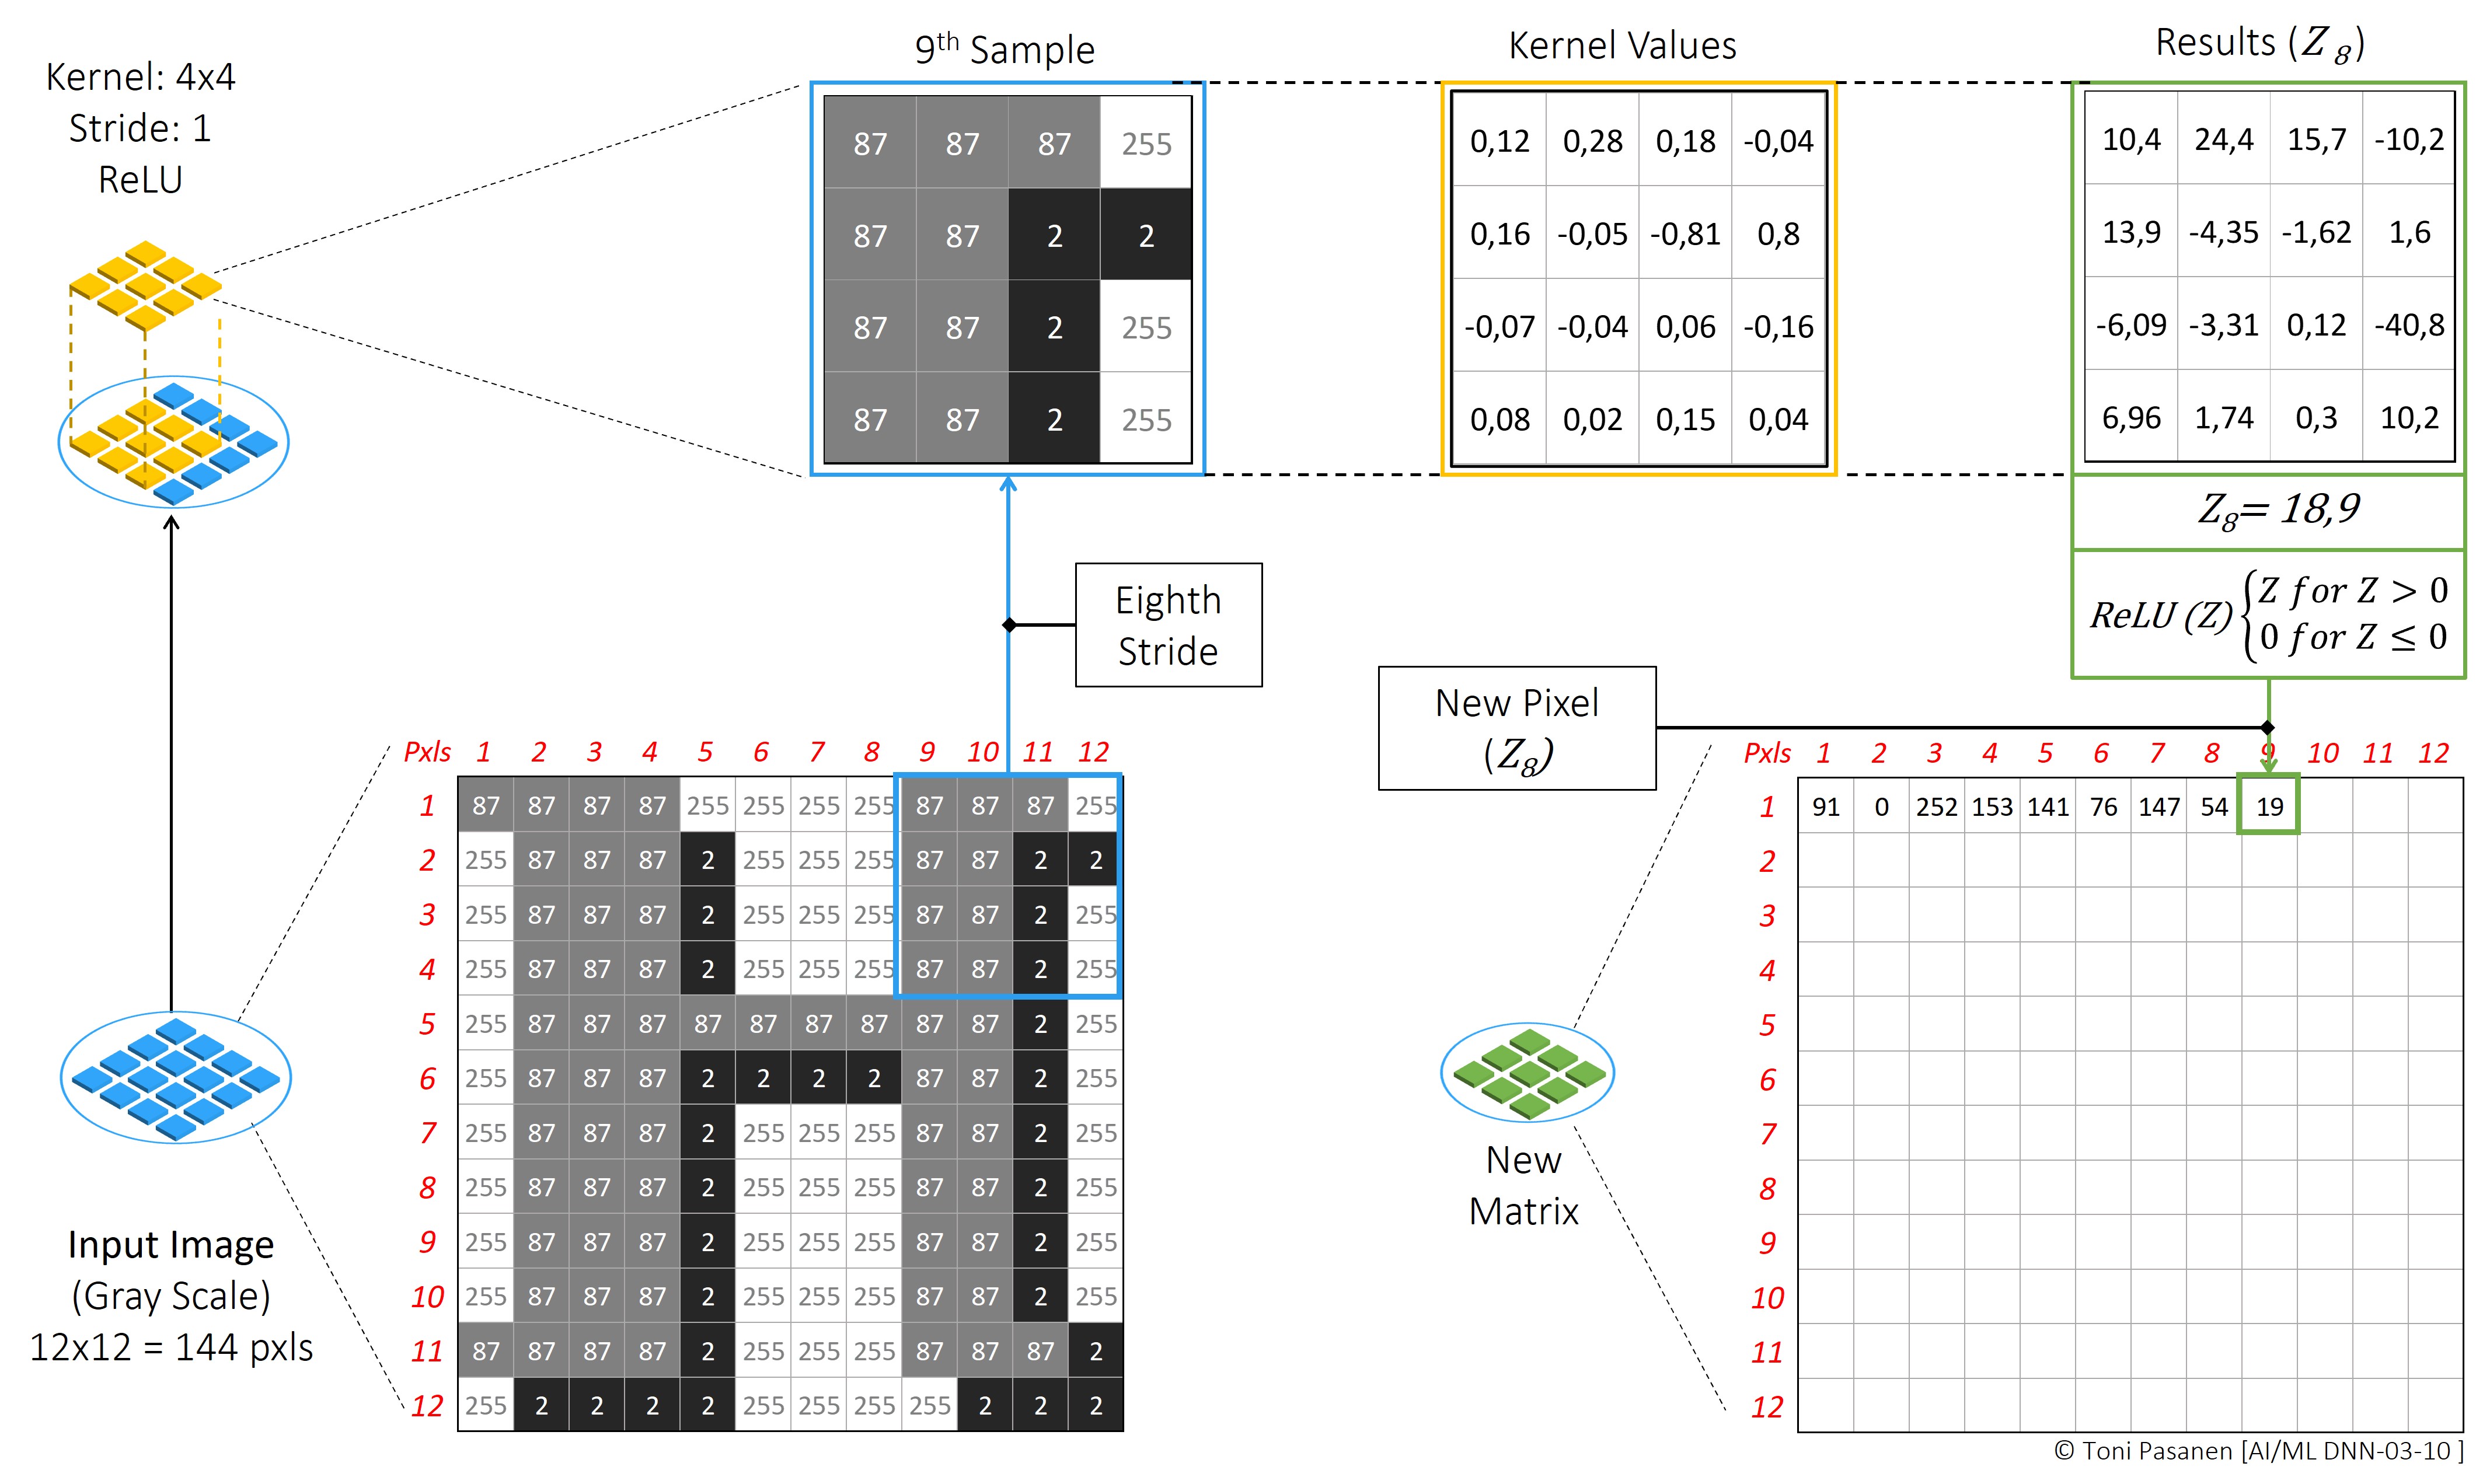 Kernel: 4x4
Stride: 1
ReLU
9th Sample
87 87 87 255
87 87 2 2
87 87 2 255
87 87 2 255
Kernel Values
0,12 0,28 0,18 -0,04
0,16 -0,05 -0,81 0,8
-0,07 -0,04 0,06 -0,16
0,08 0,02 0,15 0,04
Results (Z 8)
10,4 24,4 15,7 -10,2
13,9 -4,35 -1,62 1,6
-6,09 -3,31 0,12 -40,8
6,96 1,74 0,3 10,2
Z8= 18,9
ReLU (Z) { Z for Z > 0
0 for Z ≤ 0
Eighth
Stride
New Pixel
(Z8)
Pxls 1 2 3 4 5 6 7 8 9 10 11 12
1 87 87 87 87 255 255 255 255 87 87 87 255
2 255 87 87 87 2 255 255 255 87 87 2 2
3 255 87 87 87 2 255 255 255 87 87 2 255
4 255 87 87 87 2 255 255 255 87 87 2 255
5 255 87 87 87 87 87 87 87 87 87 2 255
6 255 87 87 87 2 2 2 2 87 87 2 255
7 255 87 87 87 2 255 255 255 87 87 2 255
8 255 87 87 87 2 255 255 255 87 87 2 255
9 255 87 87 87 2 255 255 255 87 87 2 255
10 255 87 87 87 2 255 255 255 87 87 2 255
11 87 87 87 87 2 255 255 255 87 87 87 2
12 255 2 2 2 2 255 255 255 255 2 2 2
Input Image
(Gray Scale)
12x12 = 144 pxls
Pxls 1 2 3 4 5 6 7 8 9 10 11 12
1 91 0 252 153 141 76 147 54 19
2
3
4
5
6
7
8
9
10
11
12
New
Matrix
© Toni Pasanen [AI/ML DNN-03-10 ]